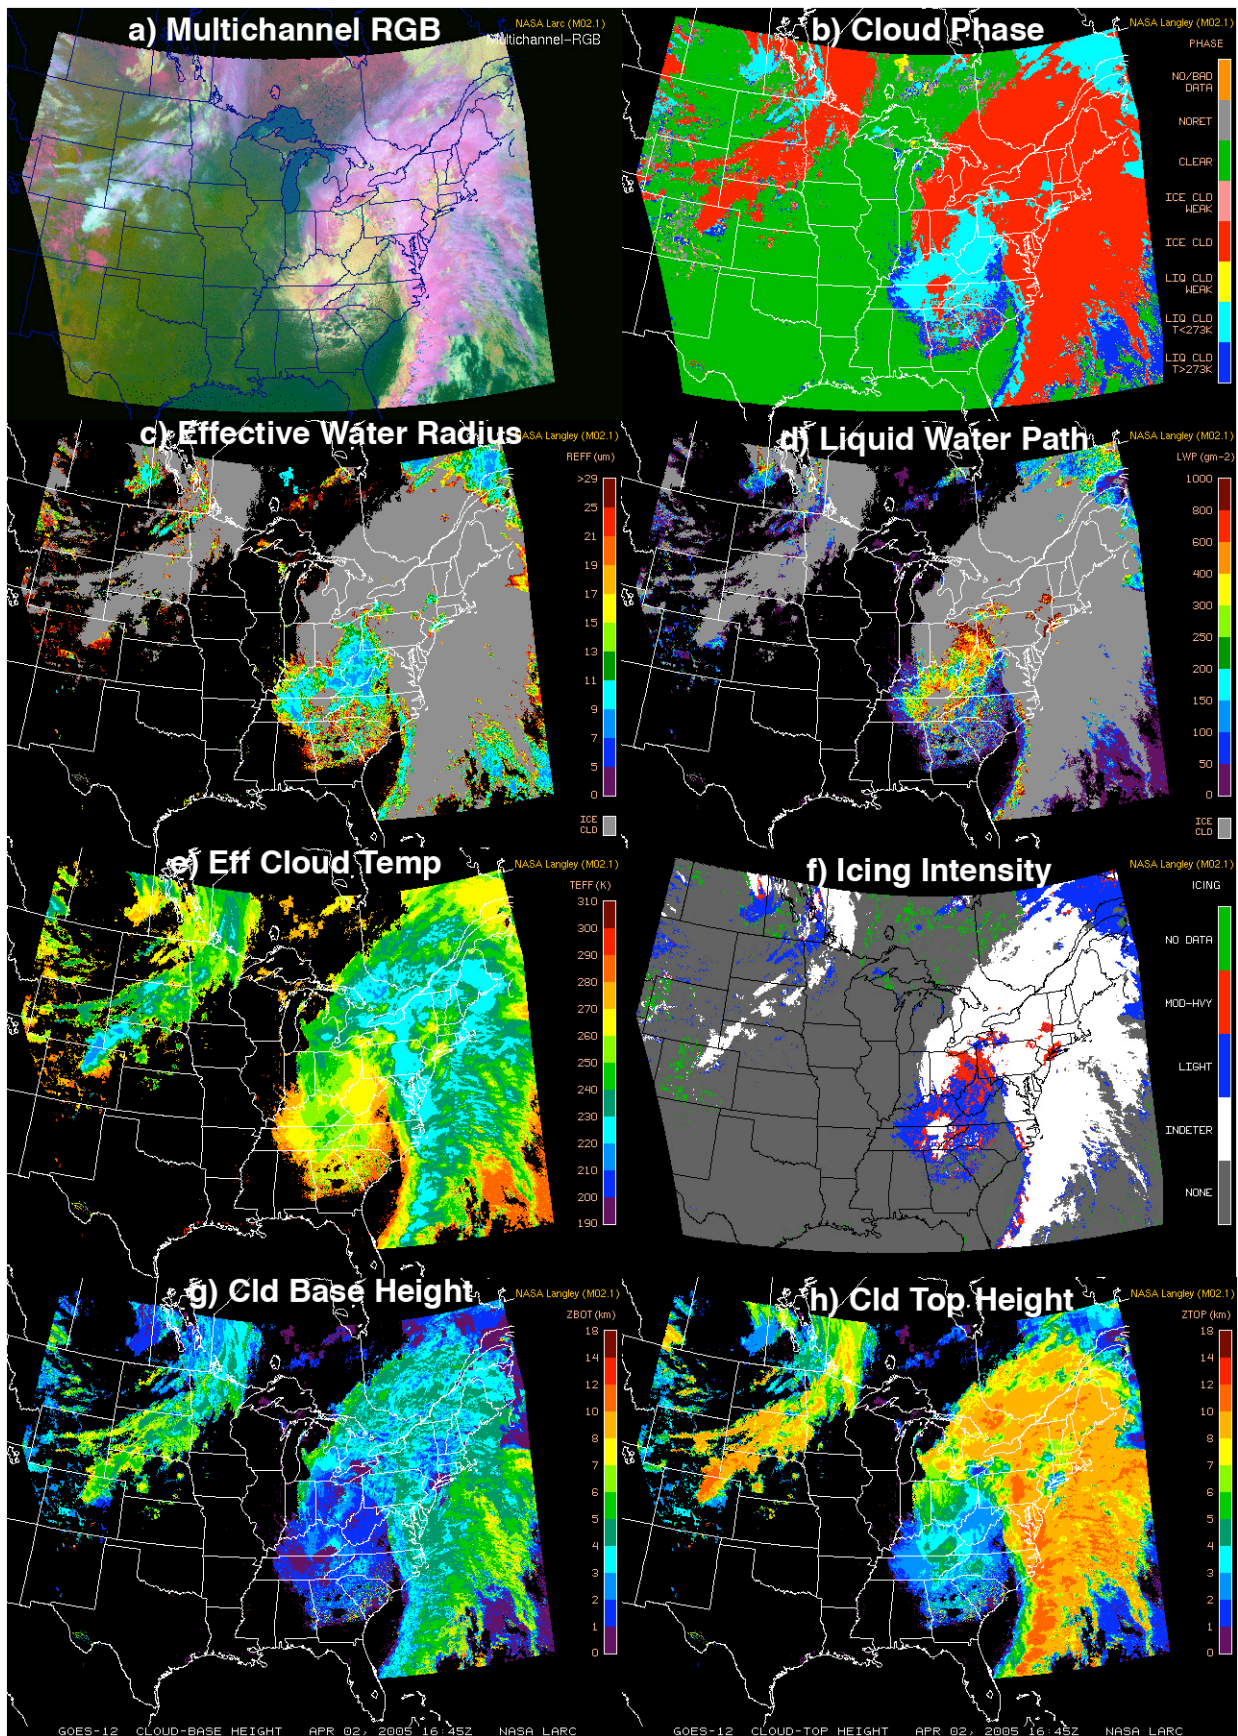 a) Multichannel RGB
NASA Larc (M02.1)
Multichannel-RGB
b) Cloud Phase
NASA Langley (M02.1)
PHASE
NO/BAD
DATA
NORET
CLEAR
ICE CLD
WEAK
ICE CLD
LIQ CLD
WEAK
LIQ CLD
T<273K
LIQ CLD
T>273K
c) Effective Water Radius
NASA Langley (M02.1)
REFF (um)
>29
25
21
19
17
15
13
11
9
7
5
0
ICE
CLD
d) Liquid Water Path
NASA Langley (M02.1)
LWP (gm-2)
1000
800
600
400
300
250
200
150
100
50
0
ICE
CLD
e) Eff Cloud Temp
NASA Langley (M02.1)
TEFF (K)
310
300
290
280
270
260
250
240
230
220
210
200
190
f) Icing Intensity
NASA Langley (M02.1)
ICING
NO DATA
MOD-HVY
LIGHT
INDETER
NONE
g) Cld Base Height
NASA Langley (M02.1)
ZBOT (km)
18
14
12
10
8
7
6
5
4
3
2
1
0
GOES-12 CLOUD-BASE HEIGHT APR 02, 2005 16:45Z NASA LARC
h) Cld Top Height
NASA Langley (M02.1)
ZTOP (km)
18
14
12
10
8
7
6
5
4
3
2
1
0
GOES-12 CLOUD-TOP HEIGHT APR 02, 2005 16:45Z NASA LARC